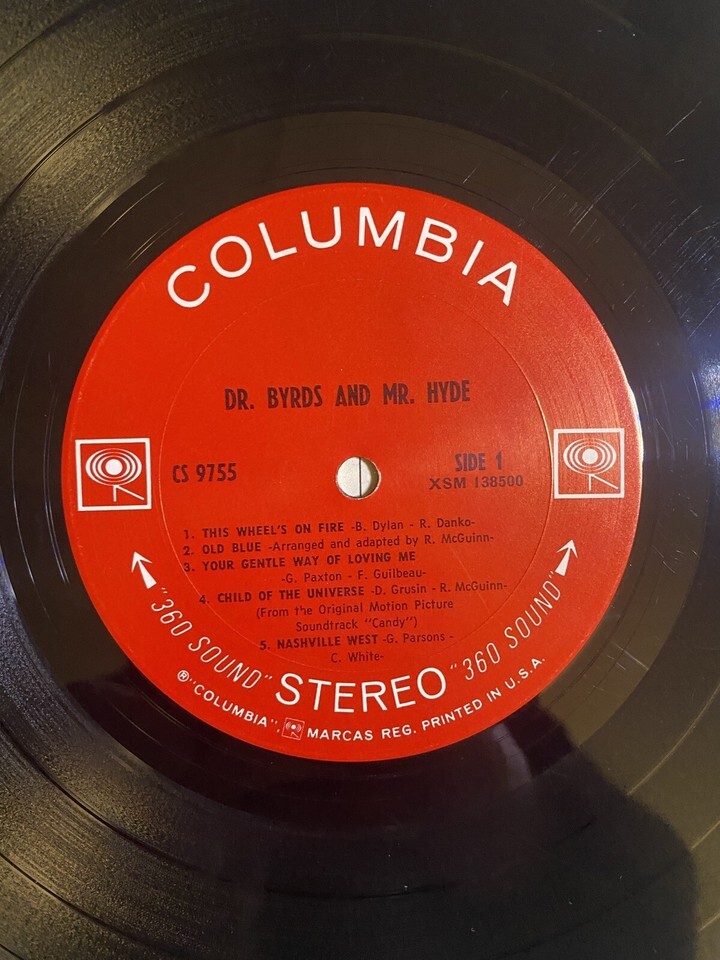 COLUMBIA
DR. BYRDS AND MR. HYDE
CS 9755
SIDE 1
XSM 138500
1. THIS WHEEL'S ON FIRE -B. Dylan - R. Danko-
2. OLD BLUE -Arranged and adapted by R. McGuinn-
3. YOUR GENTLE WAY OF LOVING ME
-G. Paxton - F. Guilbeau-
4. CHILD OF THE UNIVERSE -D. Grusin - R. McGuinn-
(From the Original Motion Picture
Soundtrack "Candy")
5. NASHVILLE WEST -G. Parsons -
C. White-
"360 SOUND" STEREO "360 SOUND"
® "COLUMBIA", MARCAS REG. PRINTED IN U.S.A.